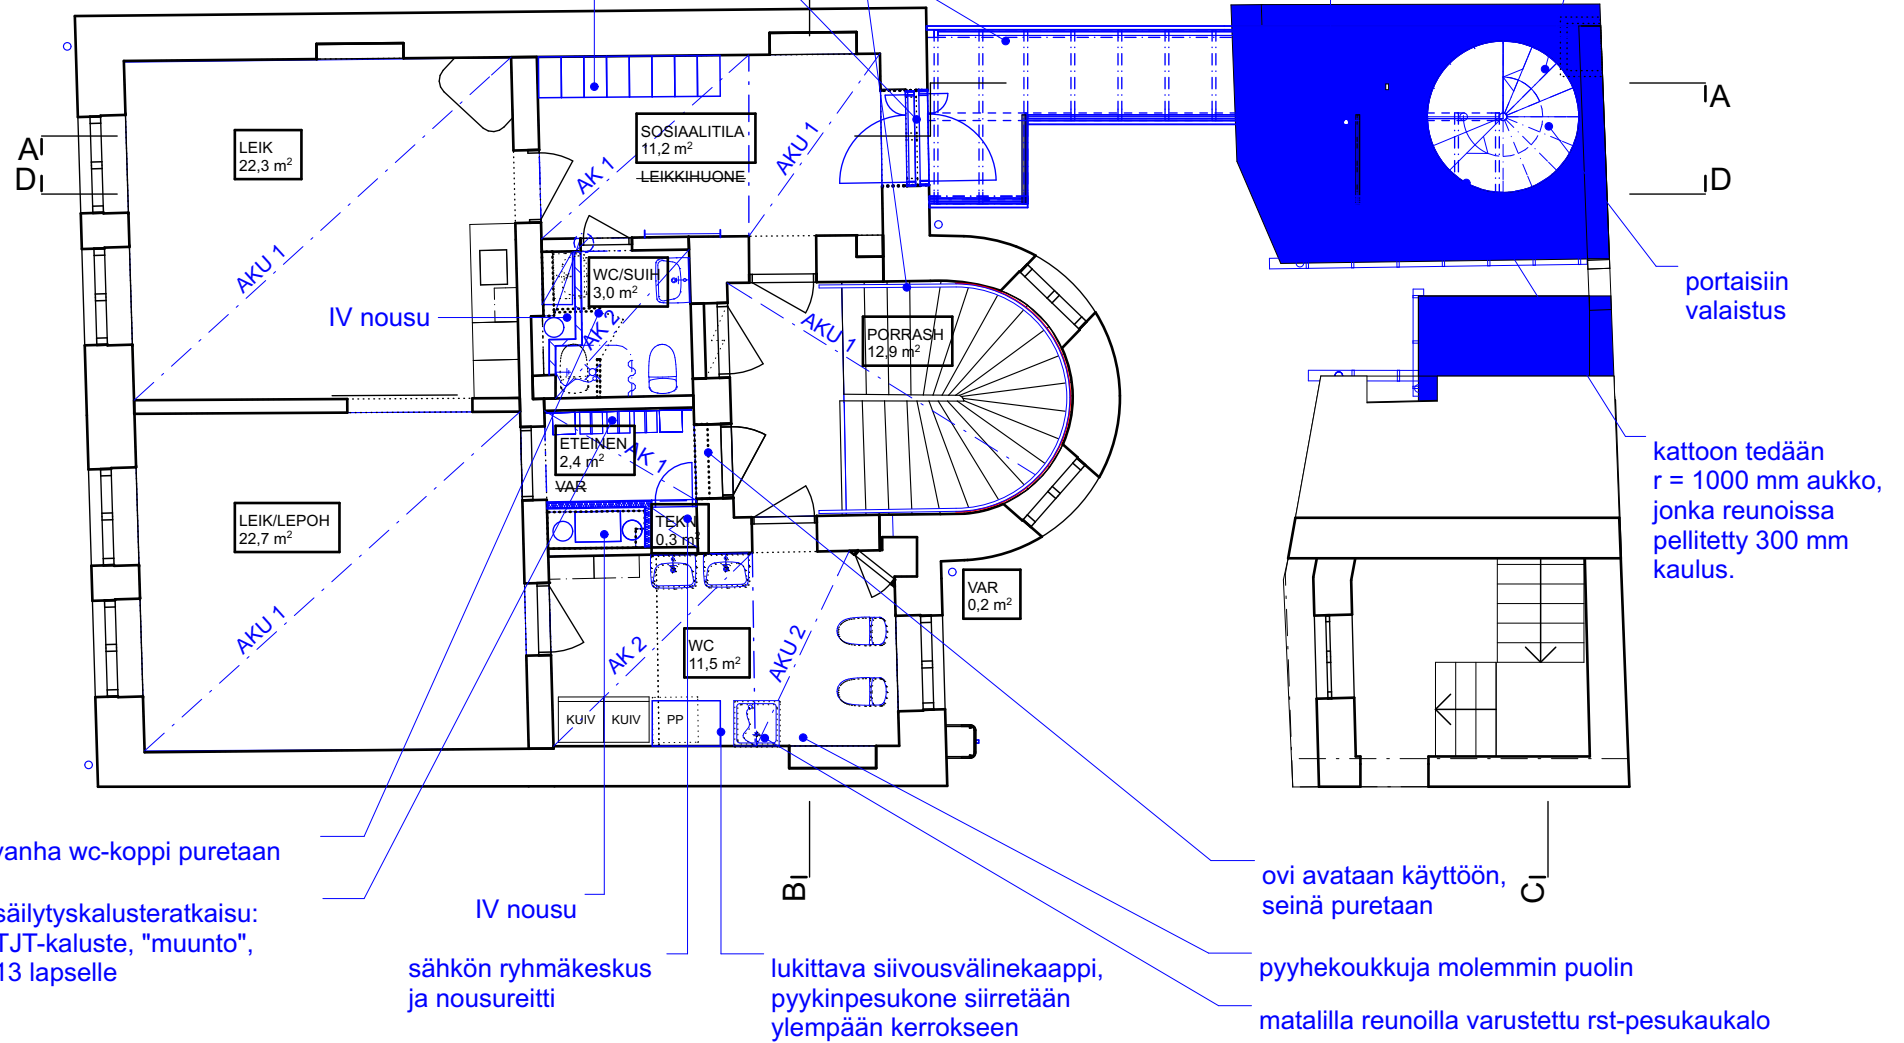 A
D
LEIK
22,3 m²
SOSIAALITILA
11,2 m²
LEIKKIHUONE
AK 1
AKU 1
A
D
AKU 1
WC/SUIH
3,0 m²
AK 2
IV nousu
AKU 1
PORRASH
12,9 m²
portaisiin
valaistus
ETEINEN
2,4 m²
VAR
AK 1
LEIK/LEPOH
22,7 m²
TEKN
0,3 m²
kattoon tedään
r = 1000 mm aukko,
jonka reunoissa
pellitetty 300 mm
kaulus.
VAR
0,2 m²
AKU 1
AK 2
WC
11,5 m²
AKU 2
KUIV
KUIV
PP
vanha wc-koppi puretaan
säilytyskalusteratkaisu:
TJT-kaluste, "muunto",
13 lapselle
IV nousu
sähkön ryhmäkeskus
ja nousureitti
B
lukittava siivousvälinekaappi,
pyykinpesukone siirretään
ylempään kerrokseen
ovi avataan käyttöön,
seinä puretaan
C
pyyhekoukkuja molemmin puolin
matalilla reunoilla varustettu rst-pesukaukalo